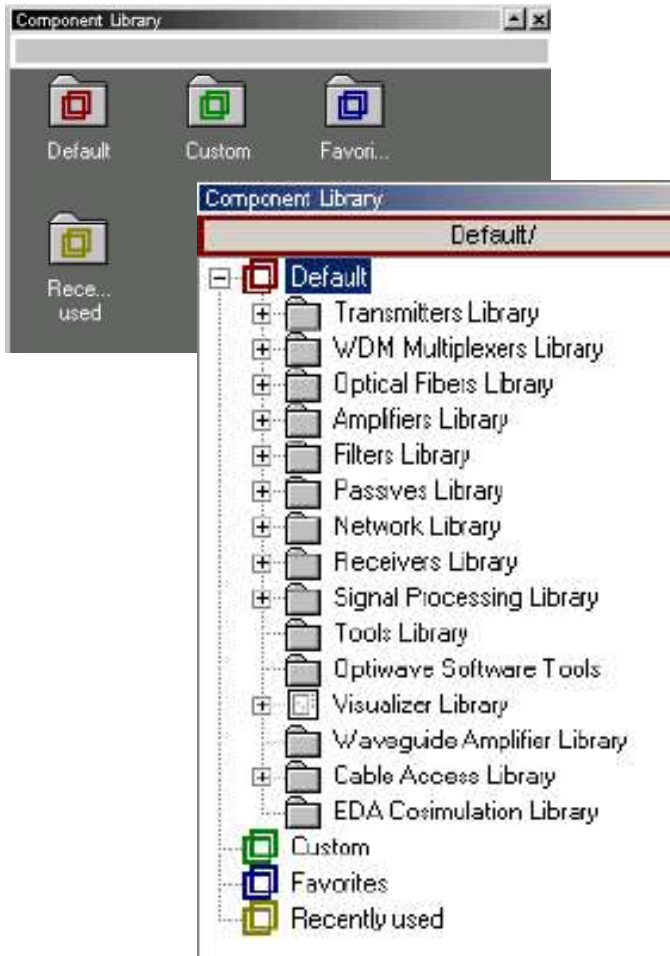 Component Library
Default
Custom
Favori...
Rece...
used
Component Library
Default/
Default
Transmitters Library
WDM Multiplexers Library
Optical Fibers Library
Amplifiers Library
Filters Library
Passives Library
Network Library
Receivers Library
Signal Processing Library
Tools Library
Optiwave Software Tools
Visualizer Library
Waveguide Amplifier Library
Cable Access Library
EDA Cosimulation Library
Custom
Favorites
Recently used